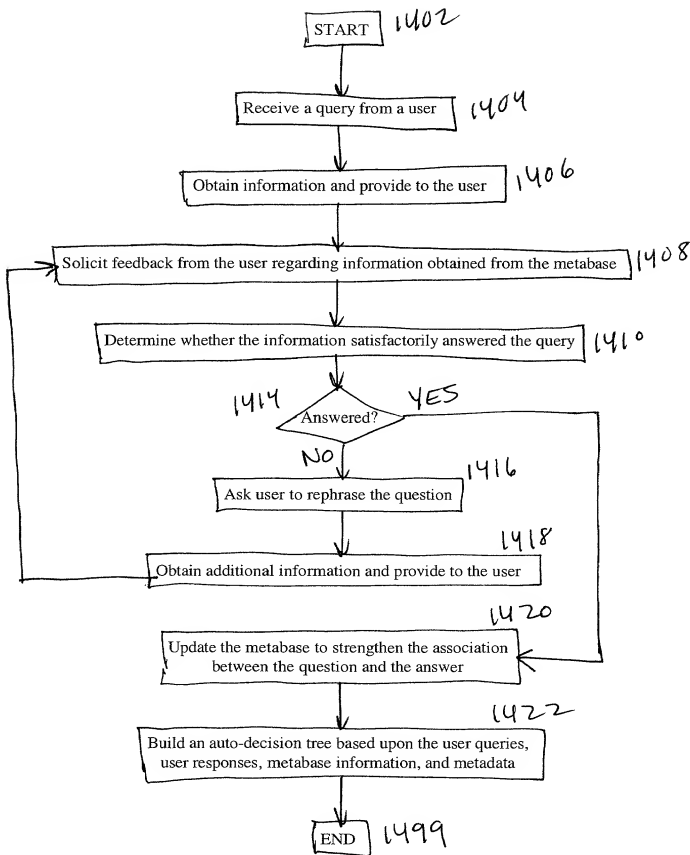 START 1402
Receive a query from a user 1404
Obtain information and provide to the user 1406
Solicit feedback from the user regarding information obtained from the metabase 1408
Determine whether the information satisfactorily answered the query 1410
1414 Answered? YES
NO
1416
Ask user to rephrase the question
1418
Obtain additional information and provide to the user
1420
Update the metabase to strengthen the association
between the question and the answer
1422
Build an auto-decision tree based upon the user queries,
user responses, metabase information, and metadata
END 1499